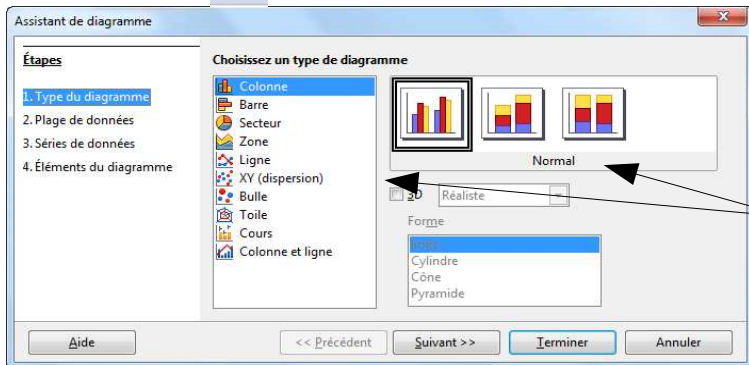 Assistant de diagramme
Étapes
1. Type du diagramme
2. Plage de données
3. Séries de données
4. Éléments du diagramme
Choisissez un type de diagramme
Colonne
Barre
Secteur
Zone
Ligne
XY (dispersion)
Bulle
Toile
Cours
Colonne et ligne
Normal
3D
Réaliste
Forme
Cylindre
Cône
Pyramide
Aide
<< Précédent
Suivant >>
Terminer
Annuler